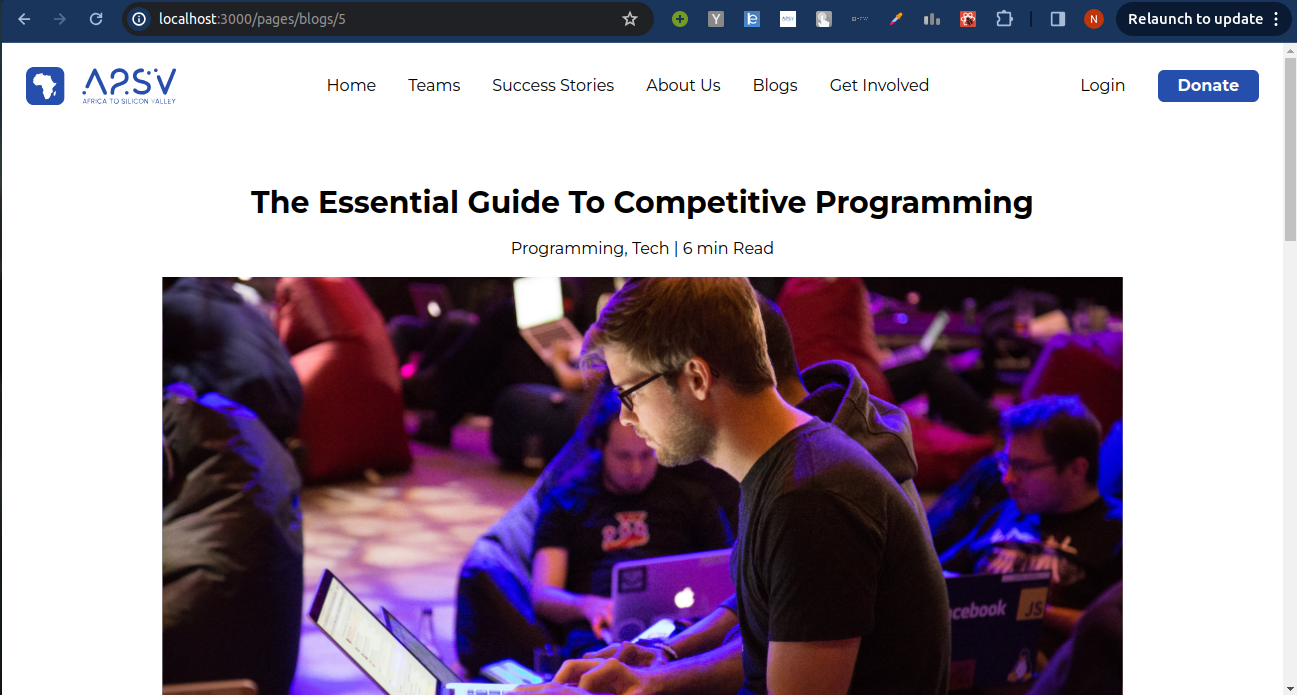 localhost:3000/pages/blogs/5
Relaunch to update
A2SV
AFRICA TO SILICON VALLEY
Home Teams Success Stories About Us Blogs Get Involved Login Donate
The Essential Guide To Competitive Programming
Programming, Tech | 6 min Read
acebook JS